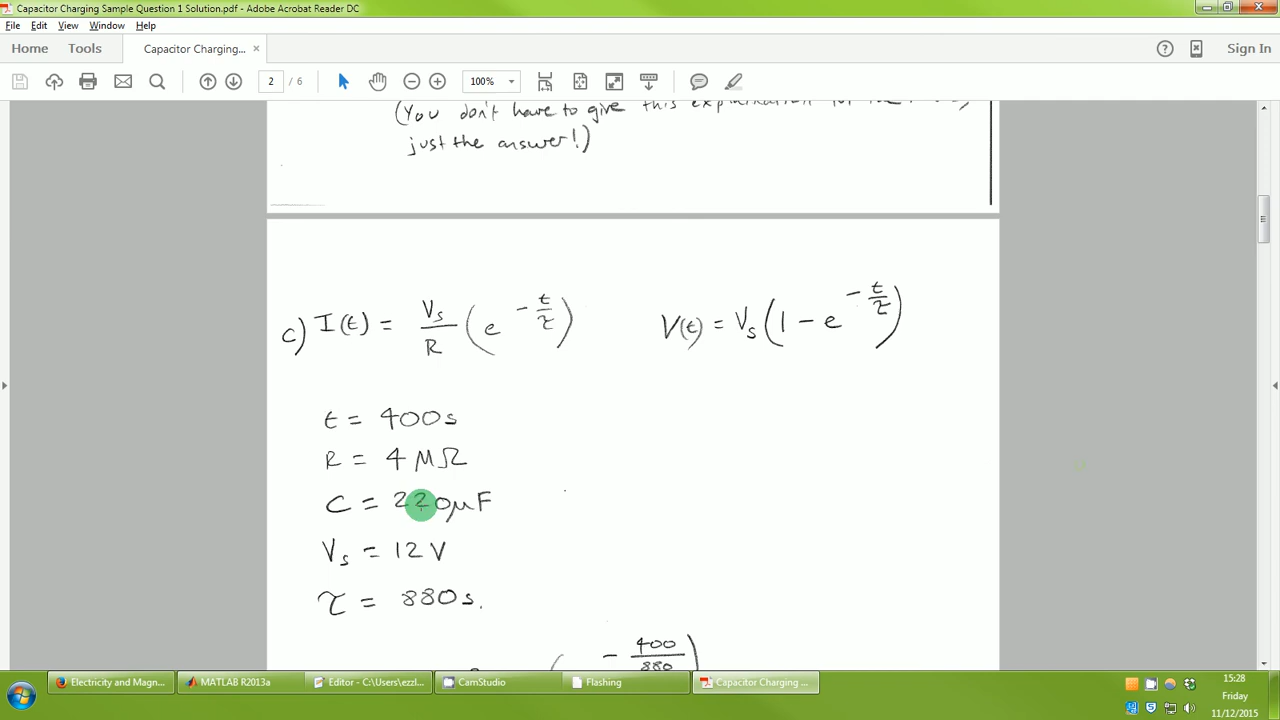 Capacitor Charging Sample Question 1 Solution.pdf - Adobe Acrobat Reader DC
File Edit View Window Help
Home Tools Capacitor Charging... × Sign In
2 / 6 100%
(You don't have to give this explanation for
just the answer!)
c) I(t) = Vs/R (e^(-t/τ)) V(t) = Vs (1 - e^(-t/τ))
t = 400s
R = 4 MΩ
C = 220μF
Vs = 12 V
τ = 880s.
- 400/880
Electricity and Magn... MATLAB R2013a Editor - C:\Users\ezzl... CamStudio Flashing Capacitor Charging ...
15:28
Friday
11/12/2015